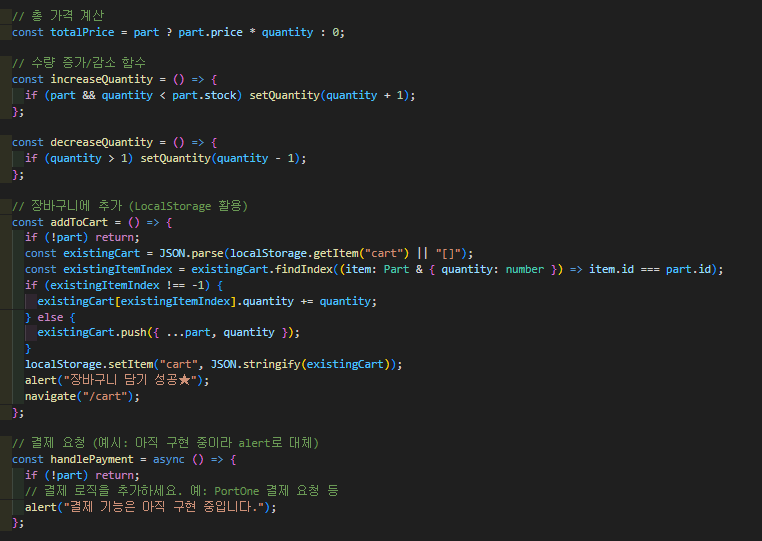 // 총 가격 계산
const totalPrice = part ? part.price * quantity : 0;
// 수량 증가/감소 함수
const increaseQuantity = () => {
if (part && quantity < part.stock) setQuantity(quantity + 1);
};
const decreaseQuantity = () => {
if (quantity > 1) setQuantity(quantity - 1);
};
// 장바구니에 추가 (LocalStorage 활용)
const addToCart = () => {
if (!part) return;
const existingCart = JSON.parse(localStorage.getItem("cart") || "[]");
const existingItemIndex = existingCart.findIndex((item: Part & { quantity: number }) => item.id === part.id);
if (existingItemIndex !== -1) {
existingCart[existingItemIndex].quantity += quantity;
} else {
existingCart.push({ ...part, quantity });
}
localStorage.setItem("cart", JSON.stringify(existingCart));
alert("장바구니 담기 성공★");
navigate("/cart");
};
// 결제 요청 (예시: 아직 구현 중이라 alert로 대체)
const handlePayment = async () => {
if (!part) return;
// 결제 로직을 추가하세요. 예: PortOne 결제 요청 등
alert("결제 기능은 아직 구현 중입니다.");
};